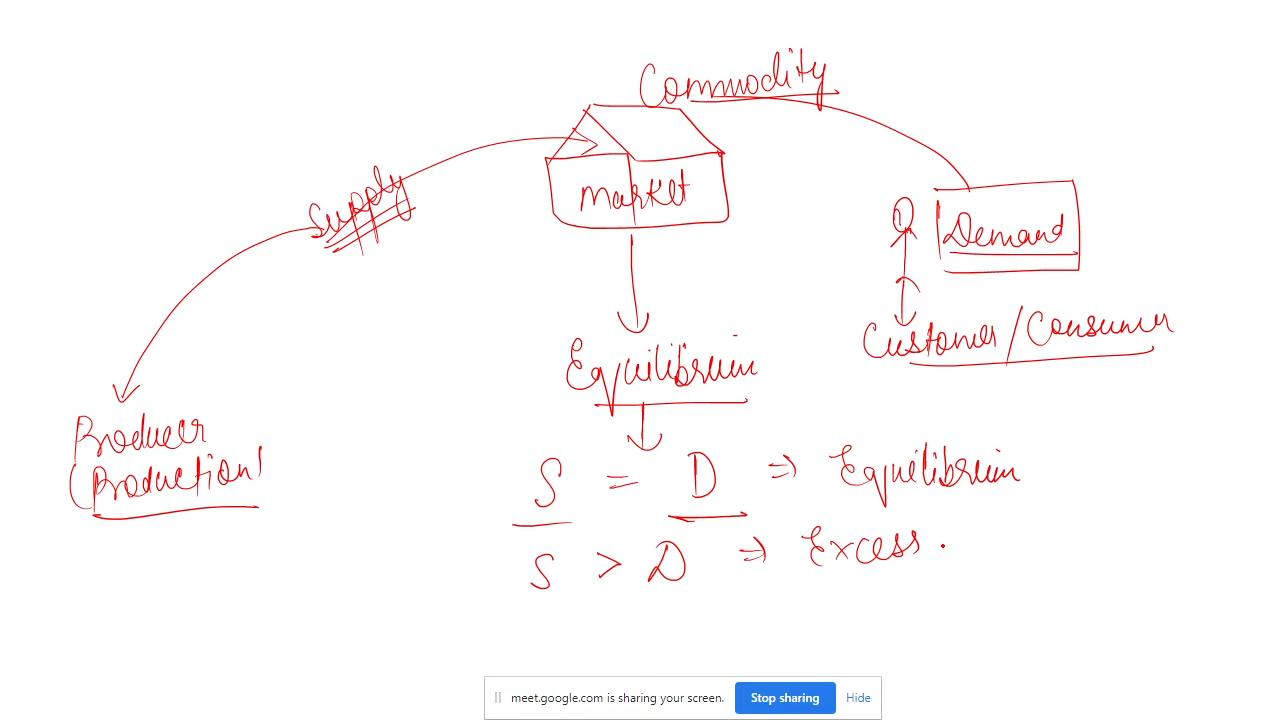 Commodity
Supply
Market
Demand
Customer/Consumer
Equilibrium
Producer
(Production)
S = D ⇒ Equilibrium
S > D ⇒ Excess.
meet.google.com is sharing your screen.
Stop sharing
Hide